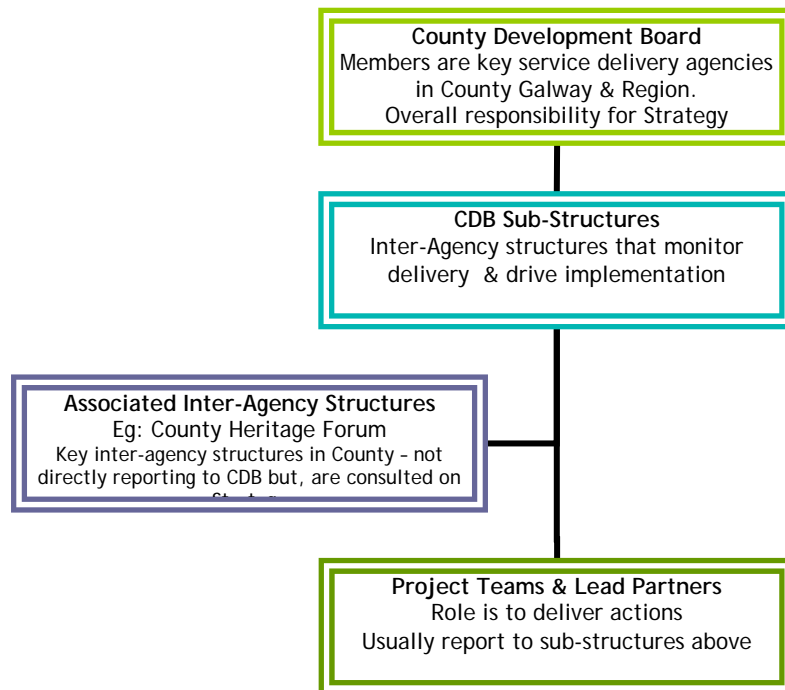 County Development Board
Members are key service delivery agencies
in County Galway & Region.
Overall responsibility for Strategy
CDB Sub-Structures
Inter-Agency structures that monitor
delivery & drive implementation
Associated Inter-Agency Structures
Eg: County Heritage Forum
Key inter-agency structures in County – not
directly reporting to CDB but, are consulted on
Project Teams & Lead Partners
Role is to deliver actions
Usually report to sub-structures above